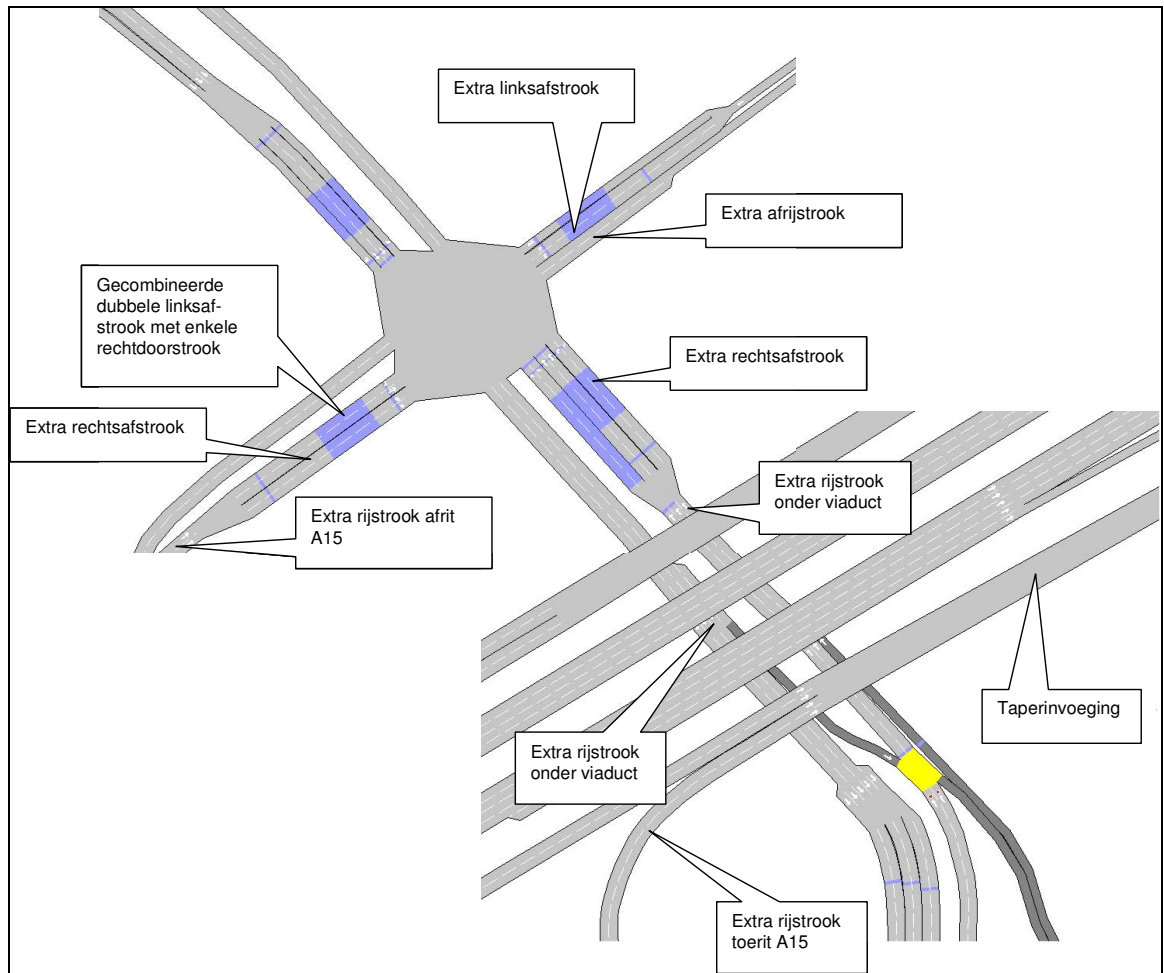 Extra linksafstrook
Extra afrijstrook
Gecombineerde
dubbele linksaf-
strook met enkele
rechtdoorstrook
Extra rechtsafstrook
Extra rechtsafstrook
Extra rijstrook
onder viaduct
Extra rijstrook afrit
A15
Taperinvoeging
Extra rijstrook
onder viaduct
Extra rijstrook
toerit A15